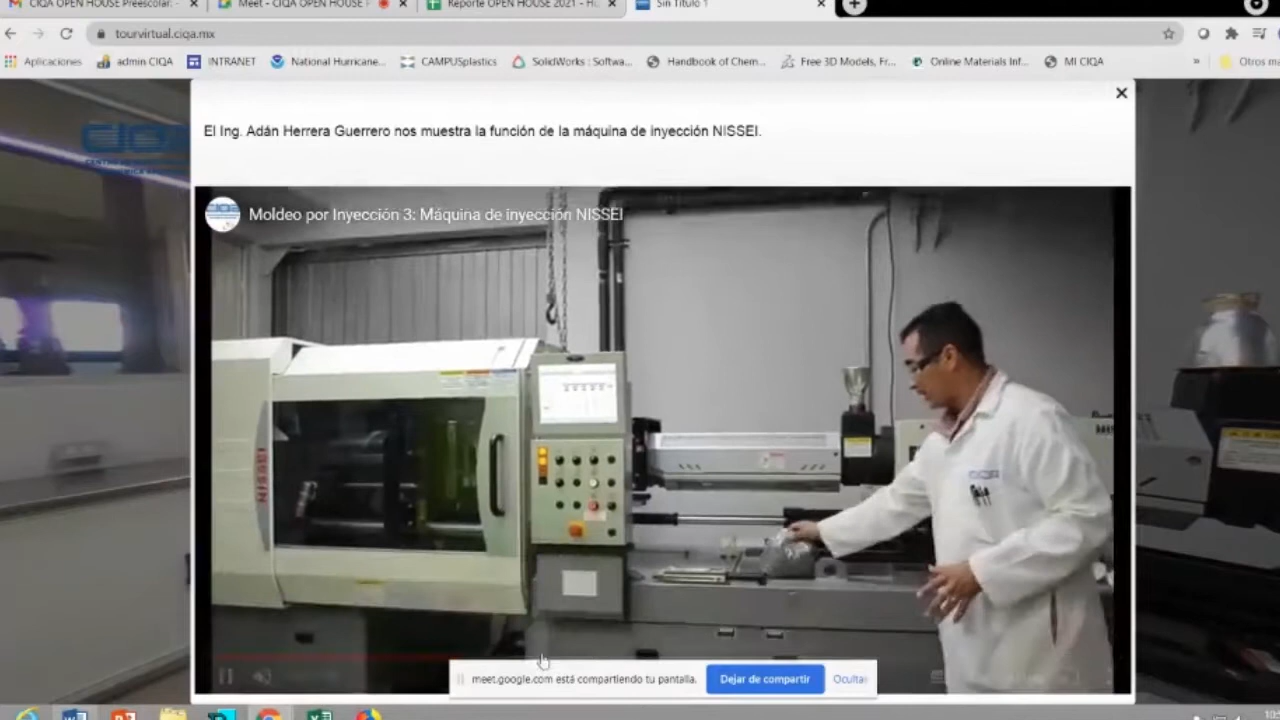 CIQA OPEN HOUSE Preescolar.
Meet - CIQA OPEN HOUSE
Reporte OPEN HOUSE 2021 -
Sin Titulo 1
tourvirtual.ciqa.mx
Aplicaciones
admin CIQA
INTRANET
National Hurricane...
CAMPUSplastics
SolidWorks : Softwa...
Handbook of Chem...
Free 3D Models, Fr...
Online Materials Inf...
MI CIQA
»
Otros
El Ing. Adán Herrera Guerrero nos muestra la función de la máquina de inyección NISSEI.
Moldeo por Inyección 3: Máquina de inyección NISSEI
NISSEI
meet.google.com está compartiendo tu pantalla.
Dejar de compartir